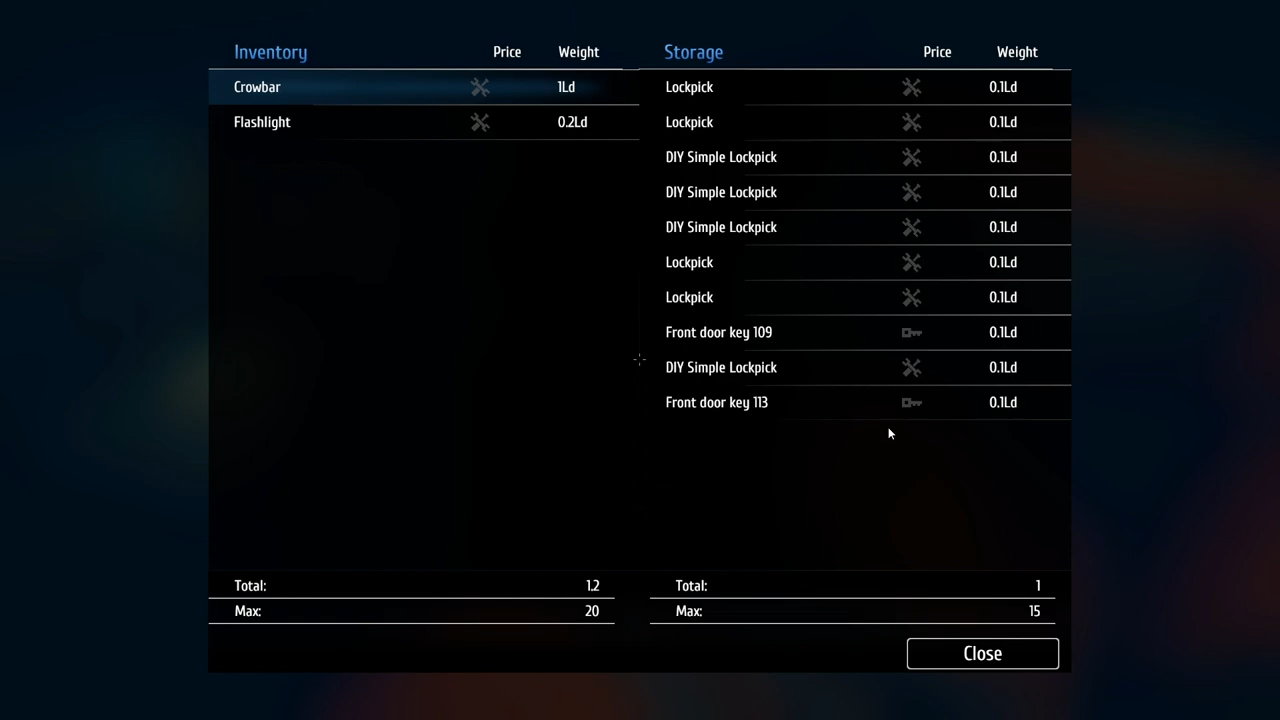 Inventory Price Weight
Crowbar 1Ld
Flashlight 0.2Ld
Total: 1.2
Max: 20
Storage Price Weight
Lockpick 0.1Ld
Lockpick 0.1Ld
DIY Simple Lockpick 0.1Ld
DIY Simple Lockpick 0.1Ld
DIY Simple Lockpick 0.1Ld
Lockpick 0.1Ld
Lockpick 0.1Ld
Front door key 109 0.1Ld
DIY Simple Lockpick 0.1Ld
Front door key 113 0.1Ld
Total: 1
Max: 15
Close